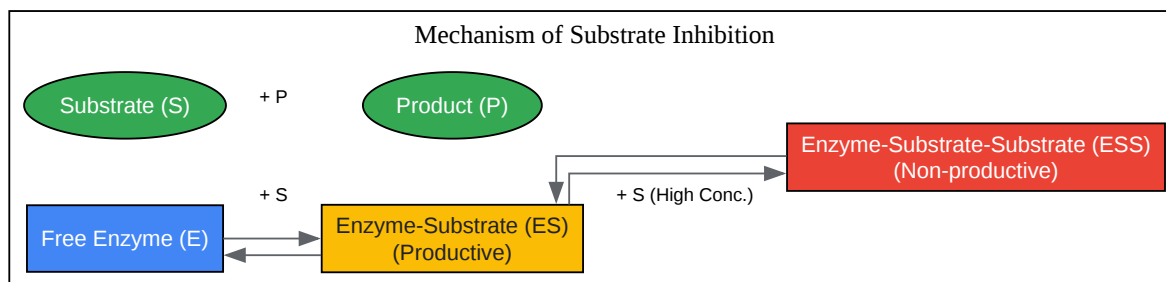 Mechanism of Substrate Inhibition
Substrate (S)
+ P
Product (P)
Enzyme-Substrate-Substrate (ESS)
(Non-productive)
+ S
+ S (High Conc.)
Free Enzyme (E)
Enzyme-Substrate (ES)
(Productive)